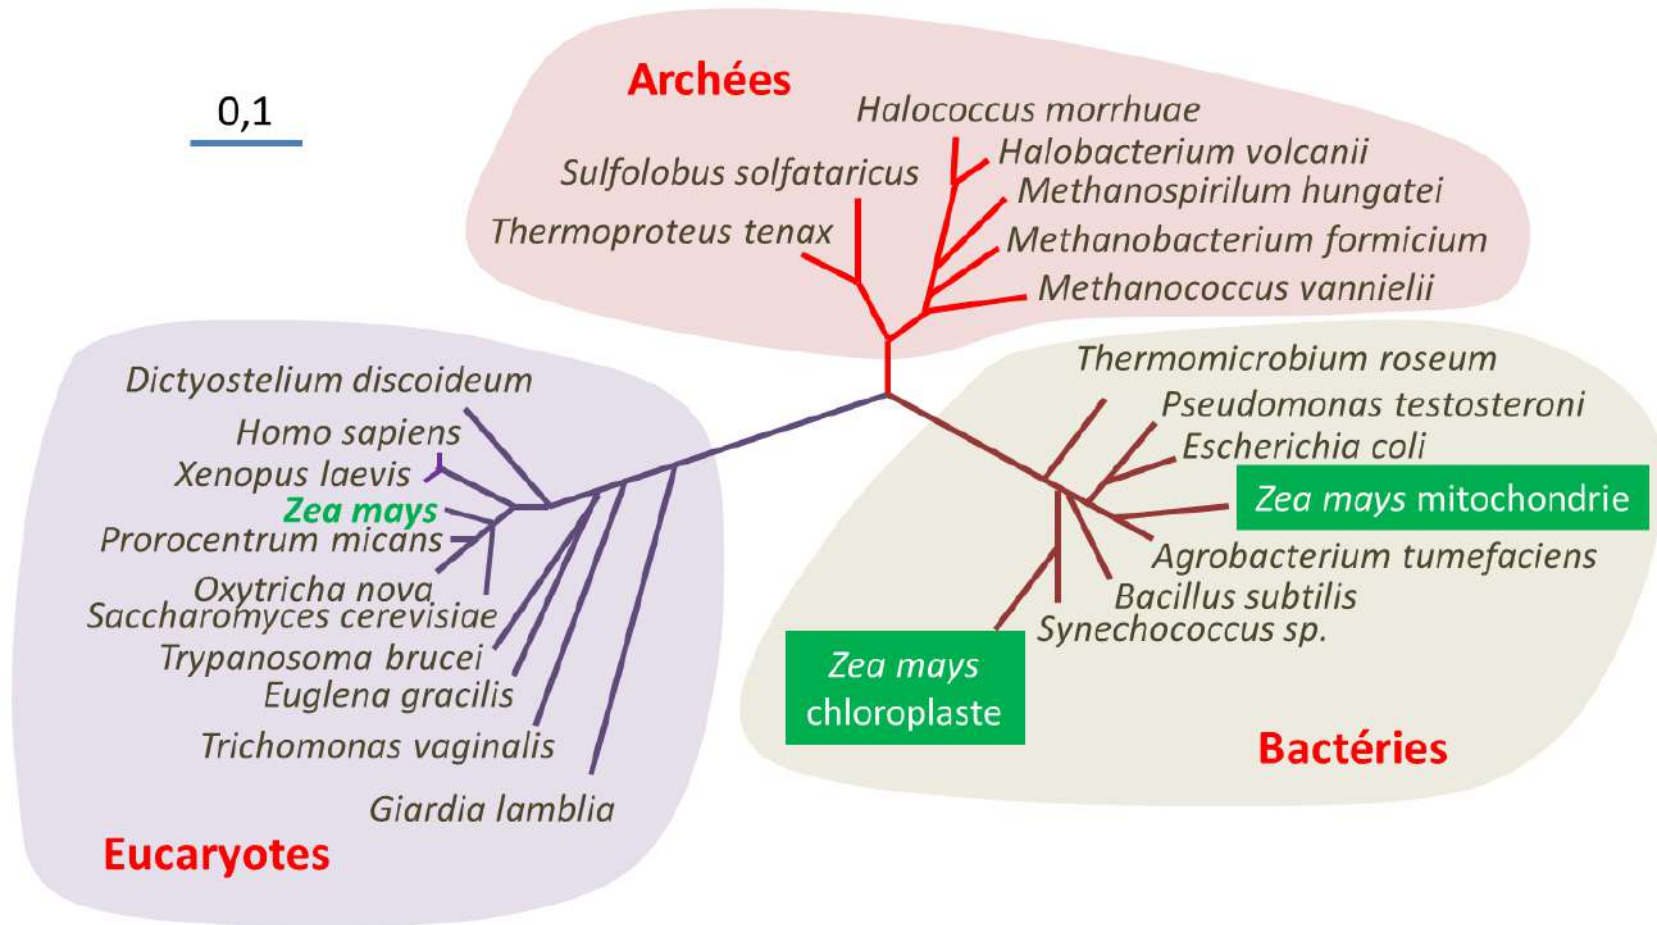 Archées
0,1
Halococcus morrhuae
Halobacterium volcanii
Sulfolobus solfataricus
Methanospirilum hungatei
Thermoproteus tenax
Methanobacterium formicium
Methanococcus vannielii
Dictyostelium discoideum
Homo sapiens
Xenopus laevis
Zea mays
Prorocentrum micans
Oxytricha nova
Saccharomyces cerevisiae
Trypanosoma brucei
Euglena gracilis
Trichomonas vaginalis
Giardia lamblia
Eucaryotes
Thermomicrobium roseum
Pseudomonas testosteroni
Escherichia coli
Zea mays mitochondrie
Agrobacterium tumefaciens
Bacillus subtilis
Synechococcus sp.
Zea mays
chloroplaste
Bactéries